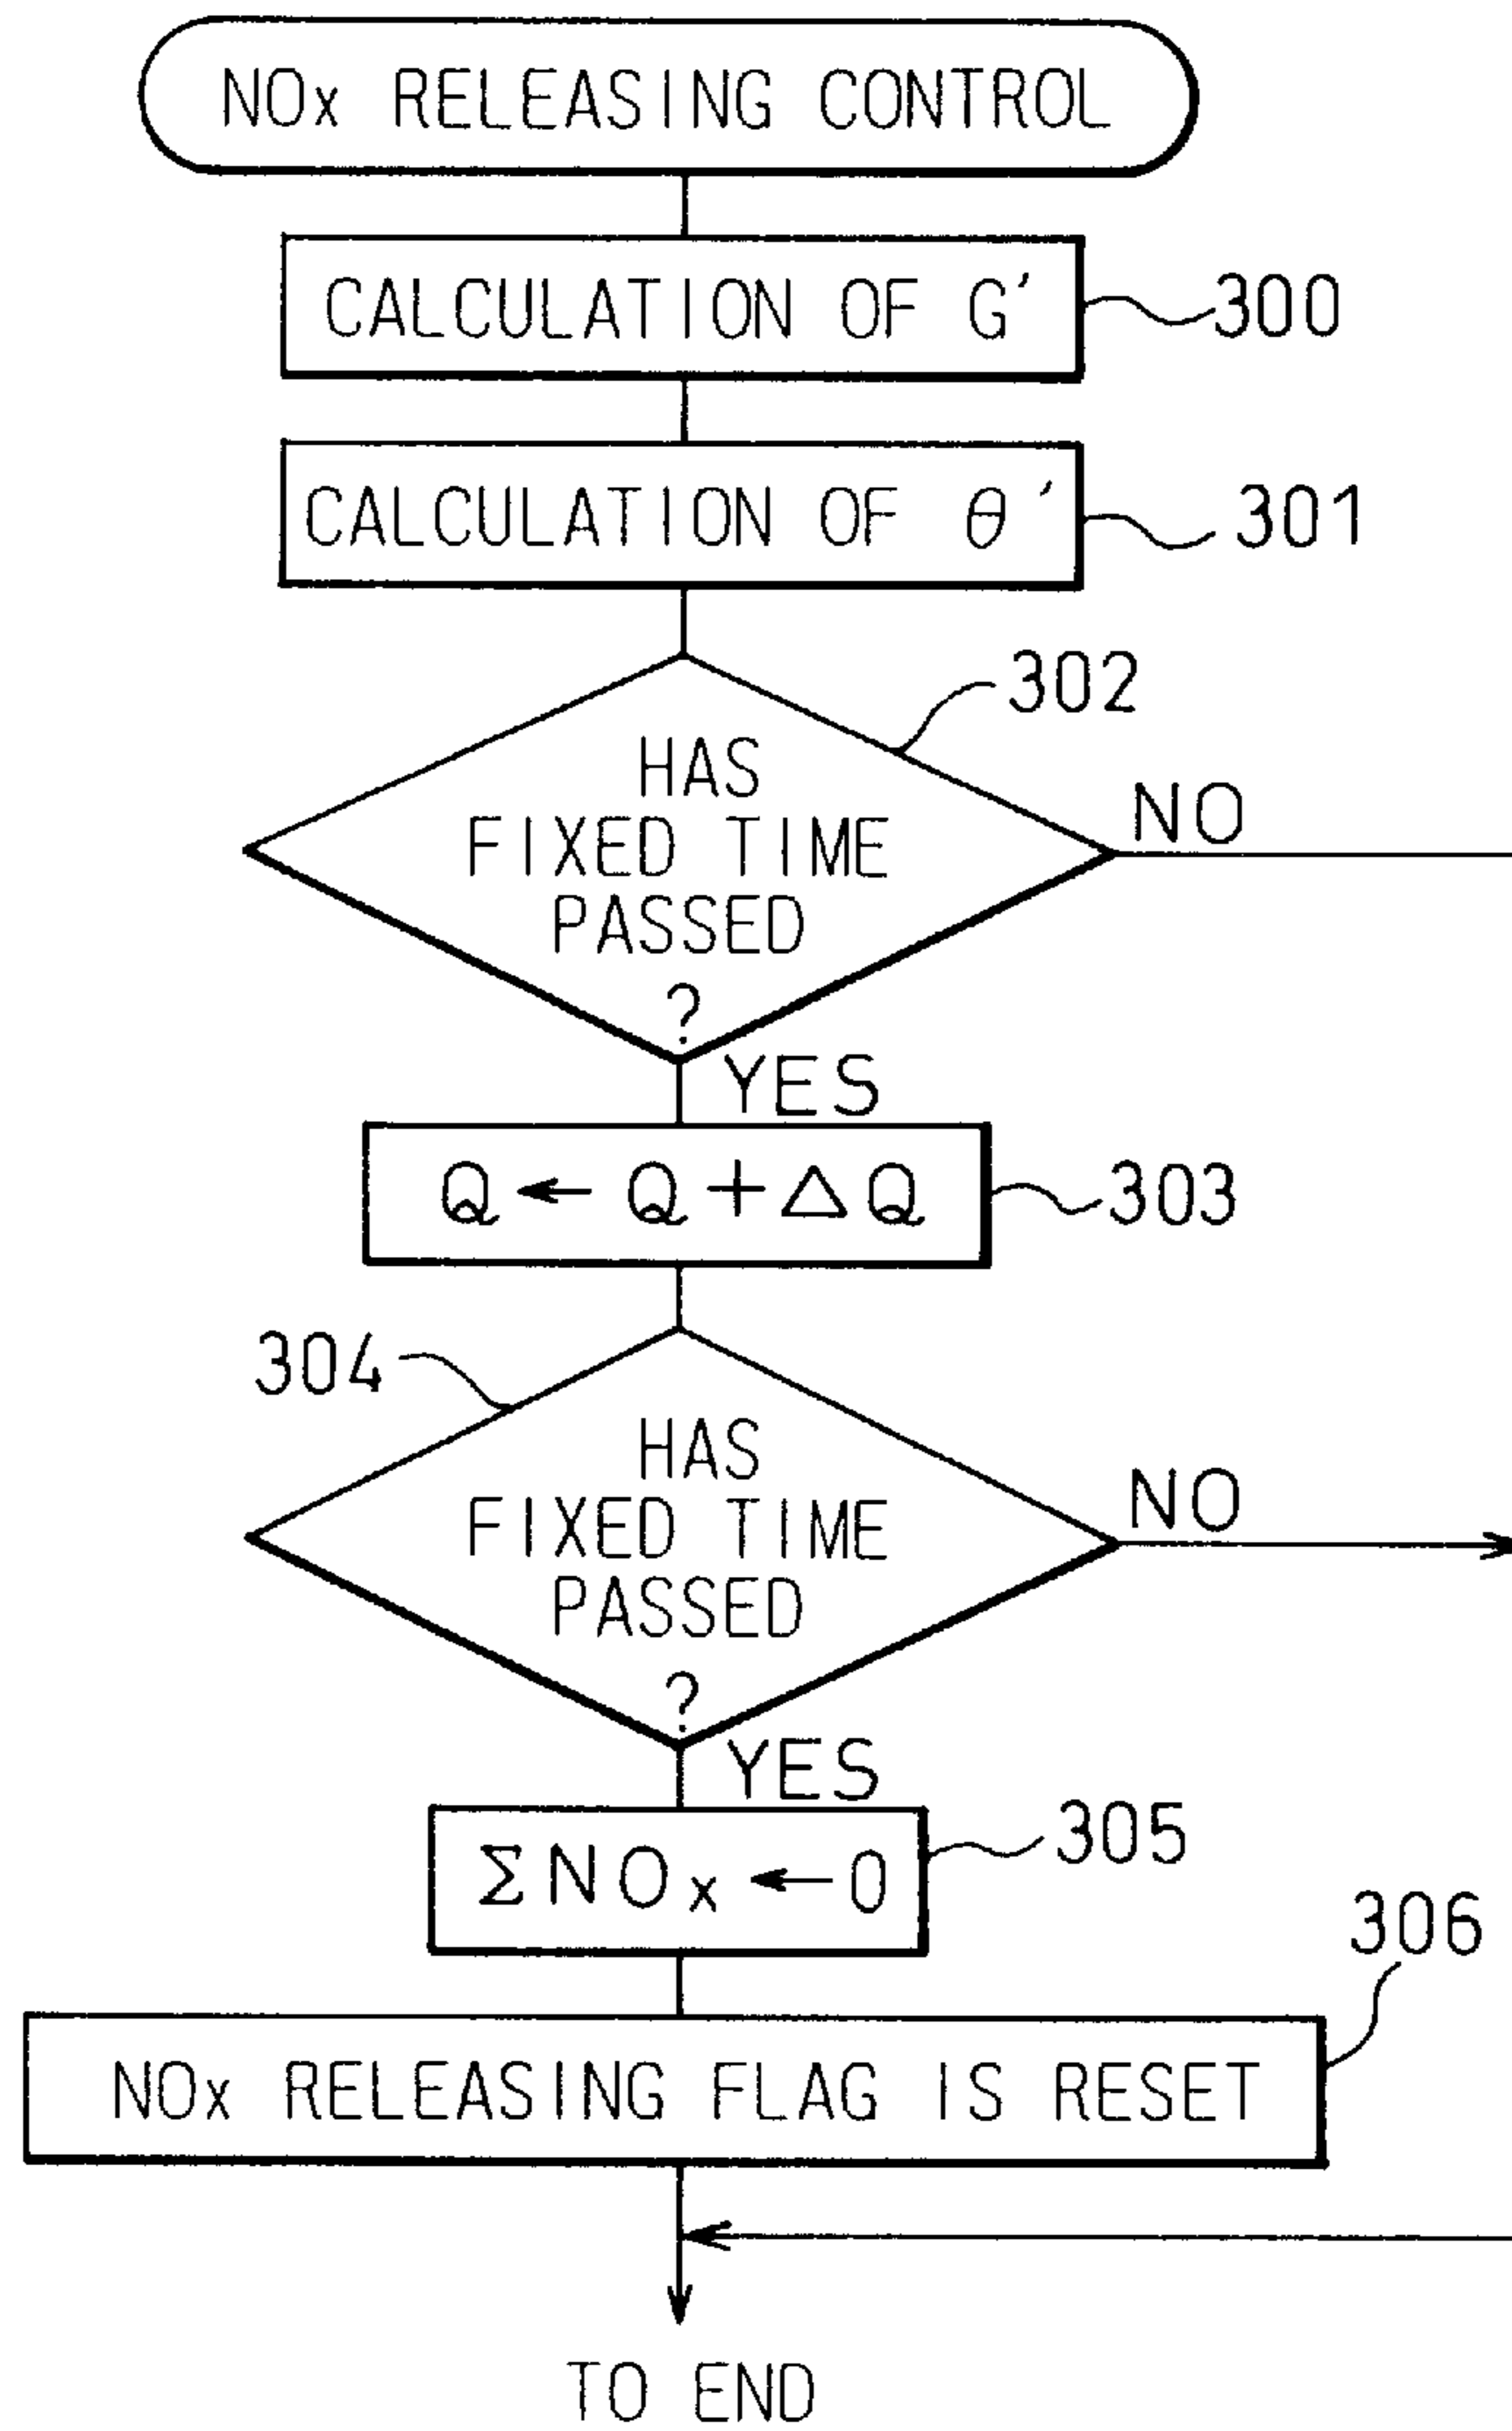 NOx RELEASING CONTROL
CALCULATION OF G′
300
CALCULATION OF θ′
301
302
HAS
FIXED TIME
PASSED
?
NO
YES
Q ← Q + △Q
303
304
HAS
FIXED TIME
PASSED
?
NO
YES
ΣNOx ← 0
305
306
NOx RELEASING FLAG IS RESET
TO END